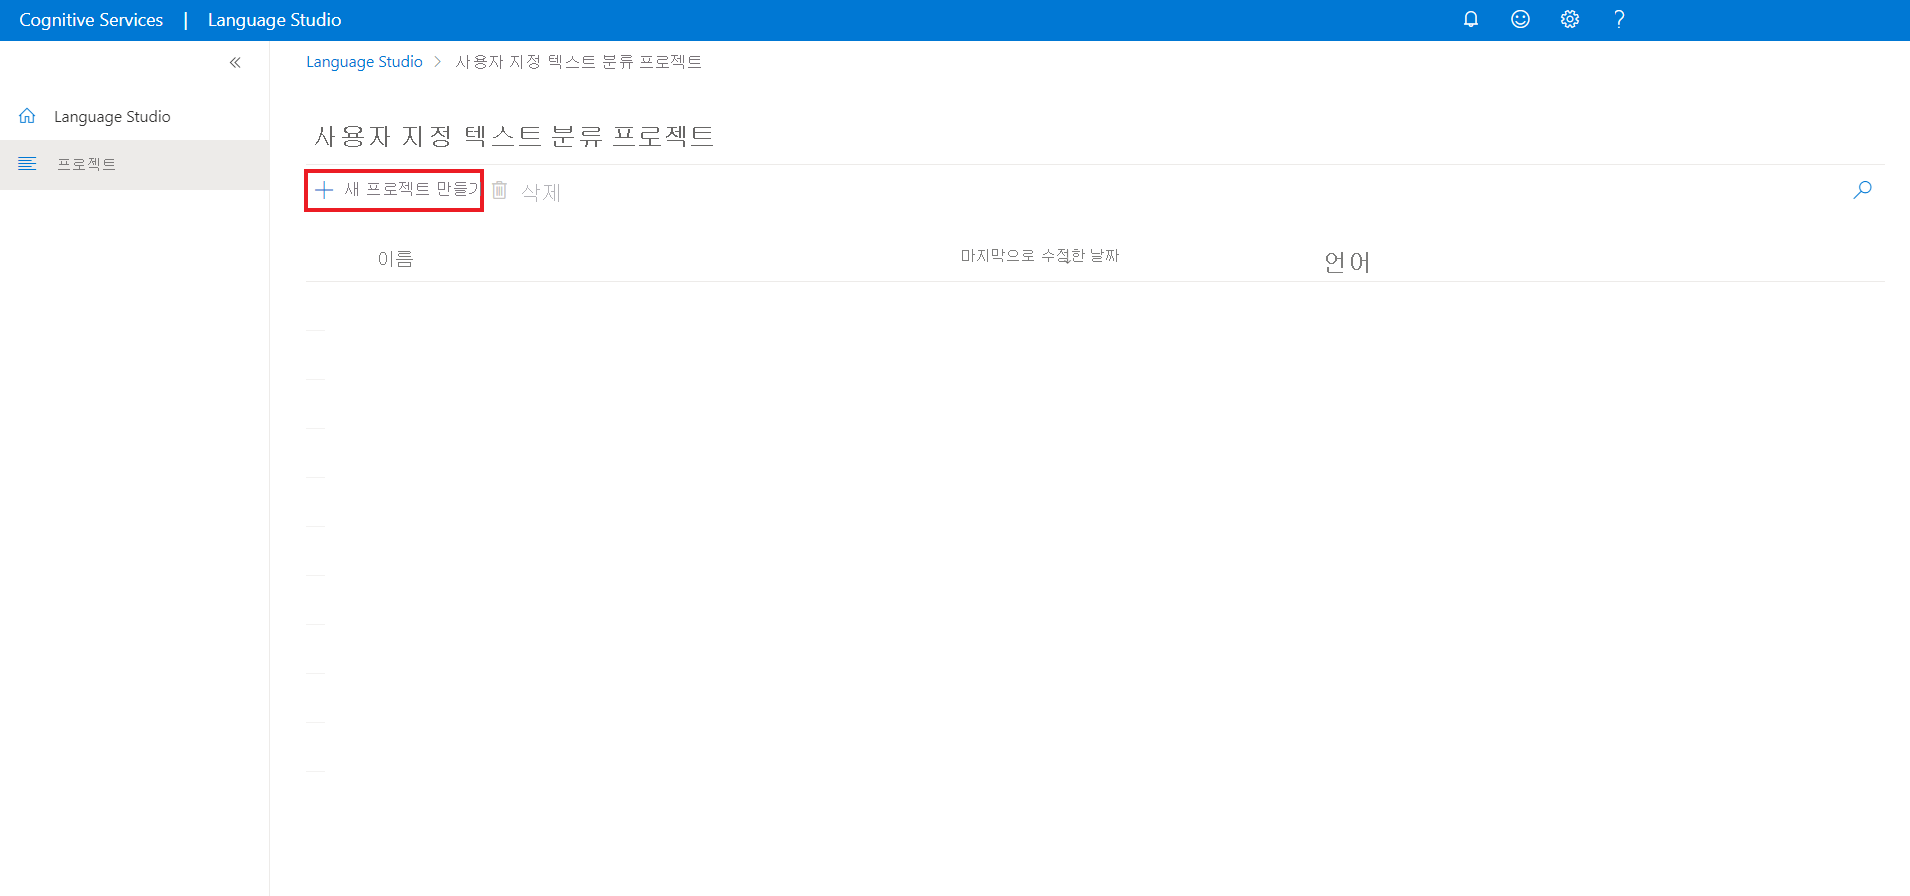 Cognitive Services | Language Studio
Language Studio > 사용자 지정 텍스트 분류 프로젝트
Language Studio
프로젝트
사용자 지정 텍스트 분류 프로젝트
새 프로젝트 만들기 삭제
이름 마지막으로 수정한 날짜 언어